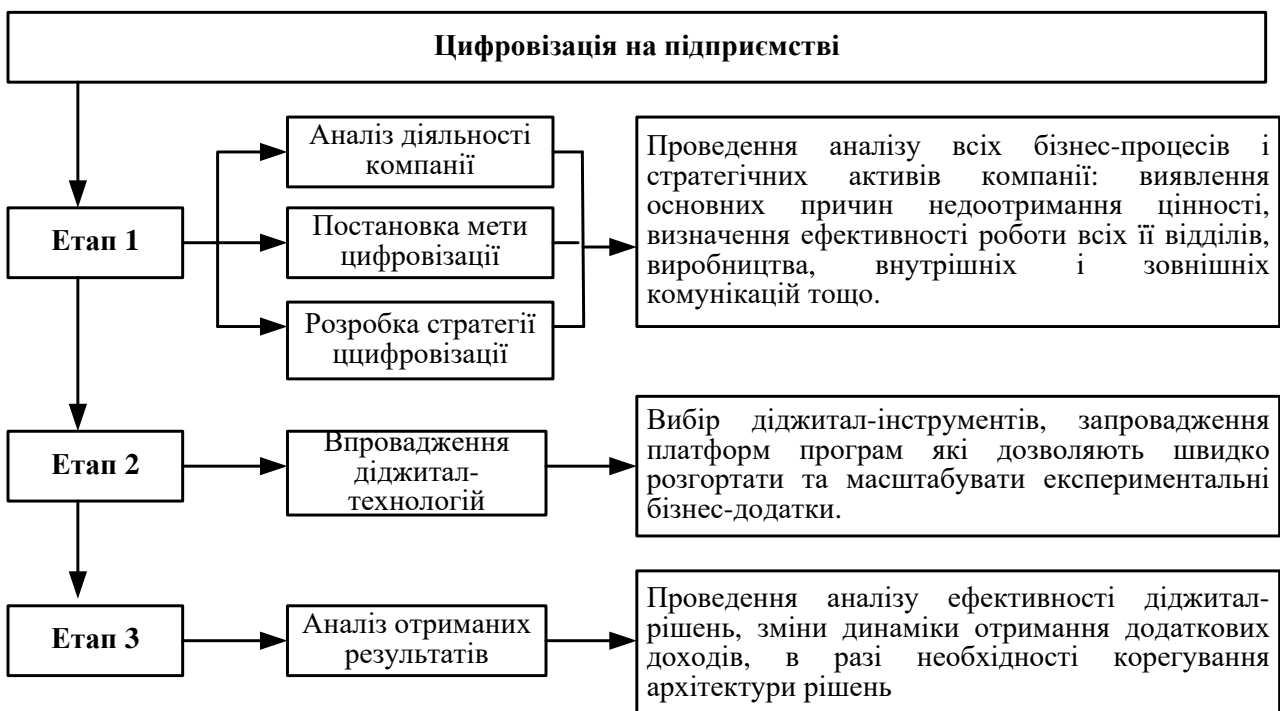 Цифровізація на підприємстві
Етап 1
Аналіз діяльності
компанії
Постановка мети
цифровізації
Розробка стратегії
ццифровізації
Проведення аналізу всіх бізнес-процесів і
стратегічних активів компанії: виявлення
основних причин недоотримання цінності,
визначення ефективності роботи всіх її відділів,
виробництва, внутрішніх і зовнішніх
комунікацій тощо.
Етап 2
Впровадження
діджитал-
технологій
Вибір діджитал-інструментів, запровадження
платформ програм які дозволяють швидко
розгортати та масштабувати експериментальні
бізнес-додатки.
Етап 3
Аналіз отриманих
результатів
Проведення аналізу ефективності діджитал-
рішень, зміни динаміки отримання додаткових
доходів, в разі необхідності корегування
архітектури рішень